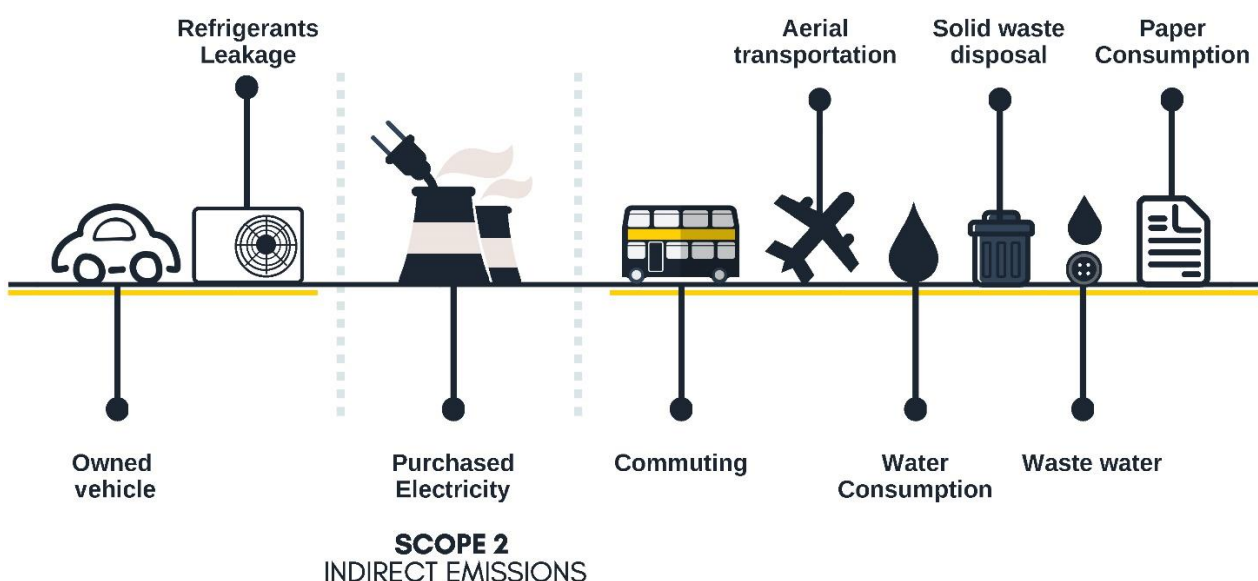 Refrigerants
Leakage
Aerial
transportation
Solid waste
disposal
Paper
Consumption
Owned
vehicle
Purchased
Electricity
Commuting
Water
Consumption
Waste water
SCOPE 2
INDIRECT EMISSIONS